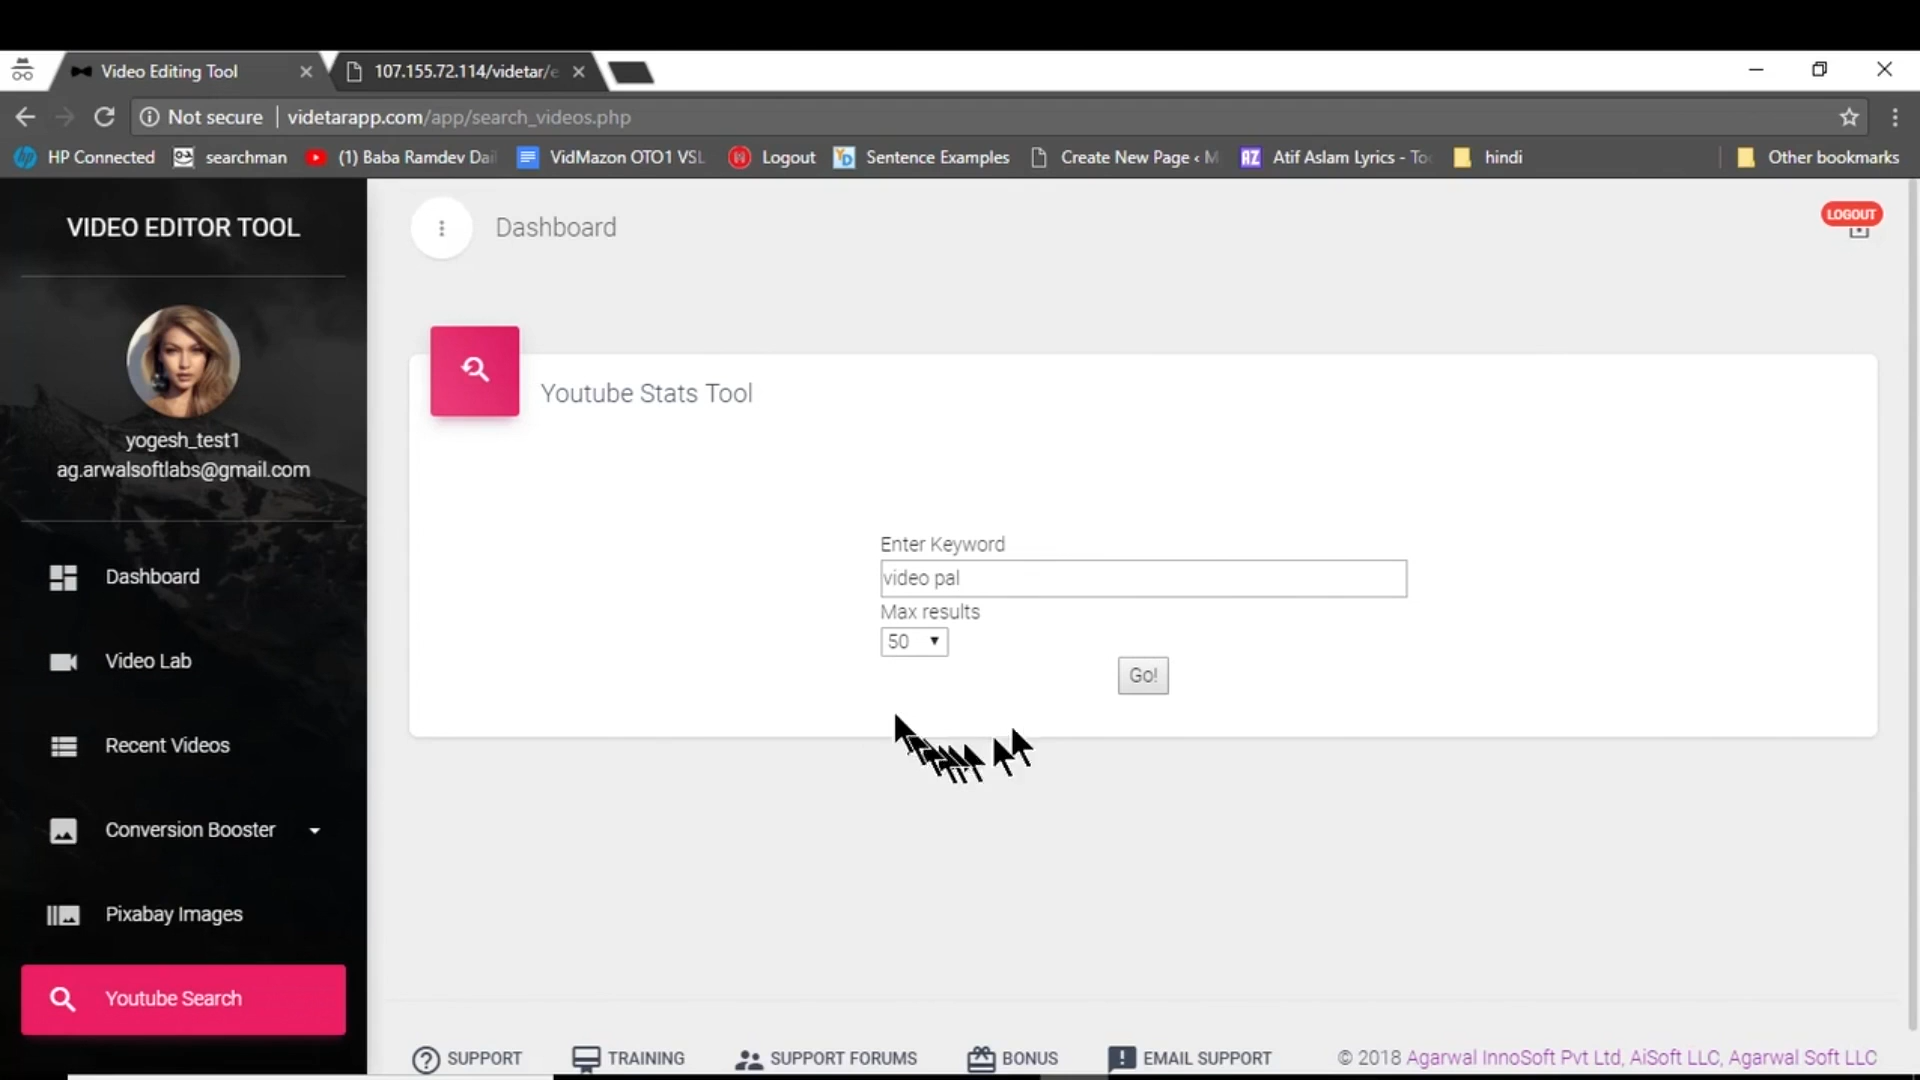 Video Editing Tool
107.155.72.114/videtar/e
Not secure
videtarapp.com/app/search_videos.php
HP Connected
searchman
(1) Baba Ramdev Dai
VidMazon OTO1 VSL
Logout
Sentence Examples
Create New Page ‹ M
AZ
Atif Aslam Lyrics - To
hindi
Other bookmarks
VIDEO EDITOR TOOL
Dashboard
LOGOUT
yogesh_test1
ag.arwalsoftlabs@gmail.com
Youtube Stats Tool
Enter Keyword
video pal
Max results
50
Go!
Dashboard
Video Lab
Recent Videos
Conversion Booster
Pixabay Images
Youtube Search
SUPPORT
TRAINING
SUPPORT FORUMS
BONUS
EMAIL SUPPORT
© 2018 Agarwal InnoSoft Pvt Ltd, AiSoft LLC, Agarwal Soft LLC